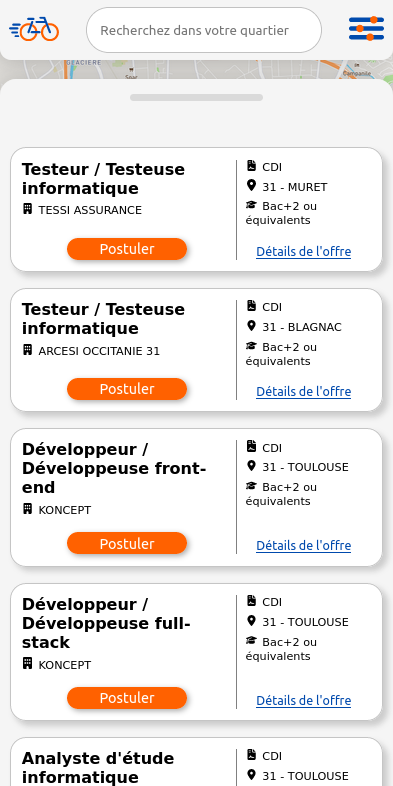 Recherchez dans votre quartier
GLACIÈRE
Campanile
Testeur / Testeuse
informatique
TESSI ASSURANCE
Postuler
CDI
31 - MURET
Bac+2 ou
équivalents
Détails de l'offre
Testeur / Testeuse
informatique
ARCESI OCCITANIE 31
Postuler
CDI
31 - BLAGNAC
Bac+2 ou
équivalents
Détails de l'offre
Développeur /
Développeuse front-
end
KONCEPT
Postuler
CDI
31 - TOULOUSE
Bac+2 ou
équivalents
Détails de l'offre
Développeur /
Développeuse full-
stack
KONCEPT
Postuler
CDI
31 - TOULOUSE
Bac+2 ou
équivalents
Détails de l'offre
Analyste d'étude
informatique
CDI
31 - TOULOUSE